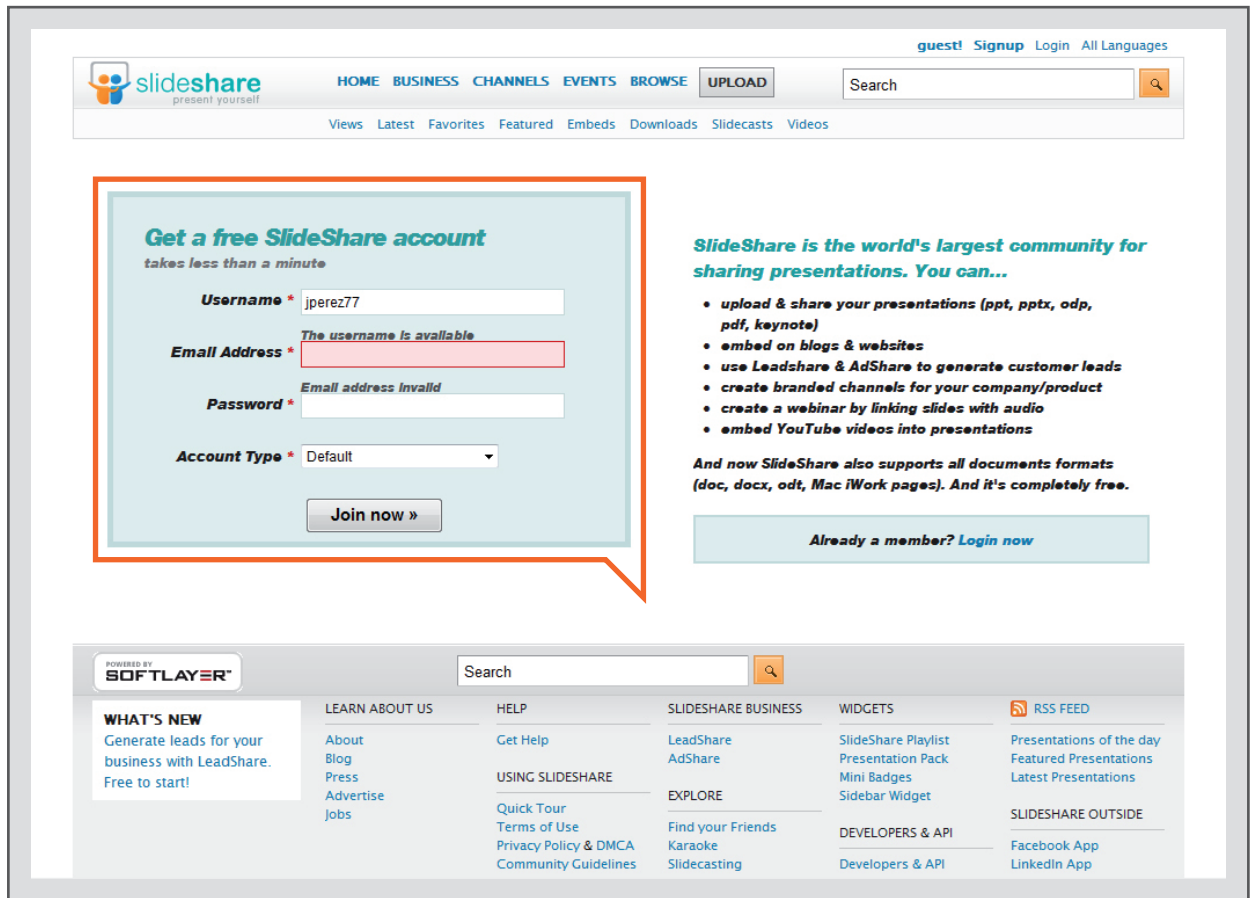 guest! Signup Login All Languages
slideshare
present yourself
HOME BUSINESS CHANNELS EVENTS BROWSE UPLOAD
Search
Views Latest Favorites Featured Embeds Downloads Slidecasts Videos
Get a free SlideShare account
takes less than a minute
Username * jperez77
The username is available
Email Address *
Email address invalid
Password *
Account Type * Default
Join now »
SlideShare is the world's largest community for
sharing presentations. You can...
• upload & share your presentations (ppt, pptx, odp,
pdf, keynote)
• embed on blogs & websites
• use Leadshare & AdShare to generate customer leads
• create branded channels for your company/product
• create a webinar by linking slides with audio
• embed YouTube videos into presentations
And now SlideShare also supports all documents formats
(doc, docx, odt, Mac iWork pages). And it's completely free.
Already a member? Login now
POWERED BY
SOFTLAYER™
Search
WHAT'S NEW
Generate leads for your
business with LeadShare.
Free to start!
LEARN ABOUT US
About
Blog
Press
Advertise
Jobs
HELP
Get Help
USING SLIDESHARE
Quick Tour
Terms of Use
Privacy Policy & DMCA
Community Guidelines
SLIDESHARE BUSINESS
LeadShare
AdShare
EXPLORE
Find your Friends
Karaoke
Slidecasting
WIDGETS
SlideShare Playlist
Presentation Pack
Mini Badges
Sidebar Widget
DEVELOPERS & API
Developers & API
RSS FEED
Presentations of the day
Featured Presentations
Latest Presentations
SLIDESHARE OUTSIDE
Facebook App
LinkedIn App